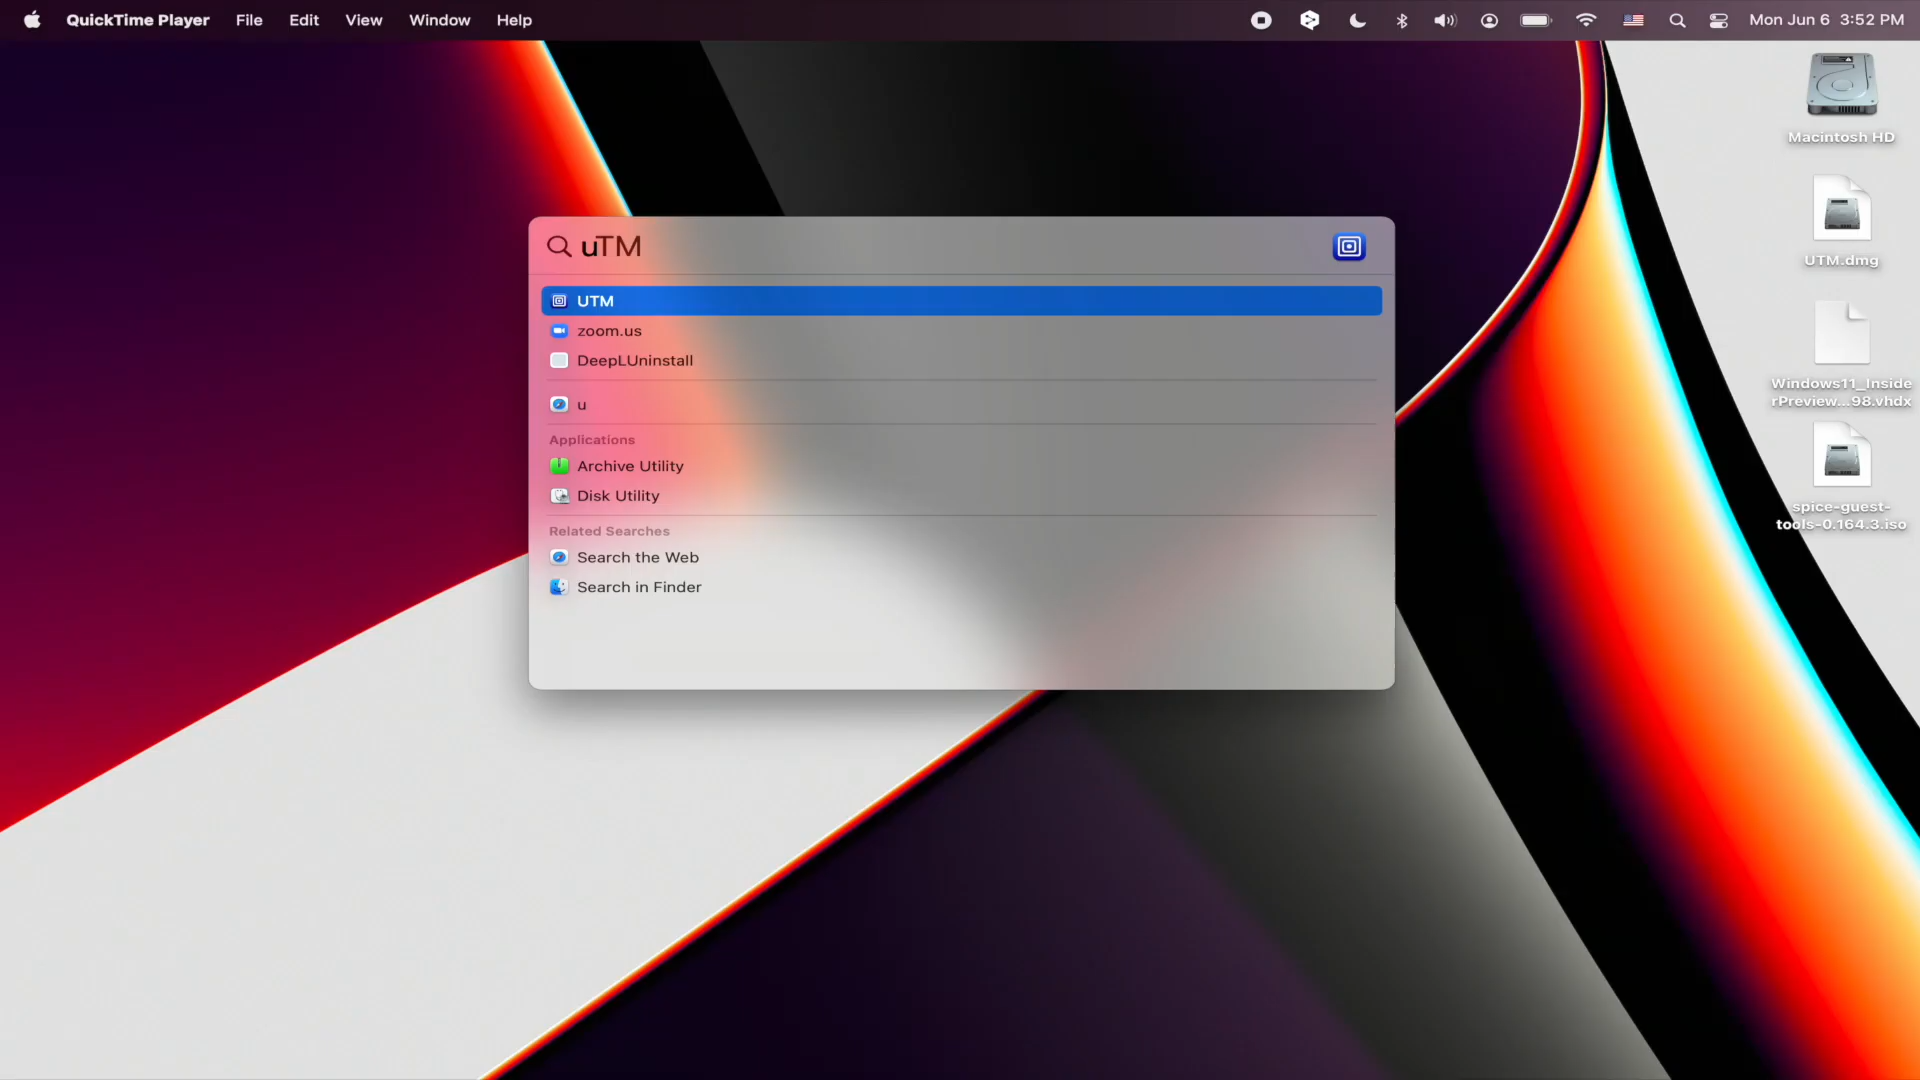 QuickTime Player File Edit View Window Help Mon Jun 6 3:52 PM
Macintosh HD
UTM.dmg
Windows11_Inside
rPreview...98.vhdx
spice-guest-
tools-0.164.3.iso
uTM
UTM
zoom.us
DeepLUninstall
u
Applications
Archive Utility
Disk Utility
Related Searches
Search the Web
Search in Finder